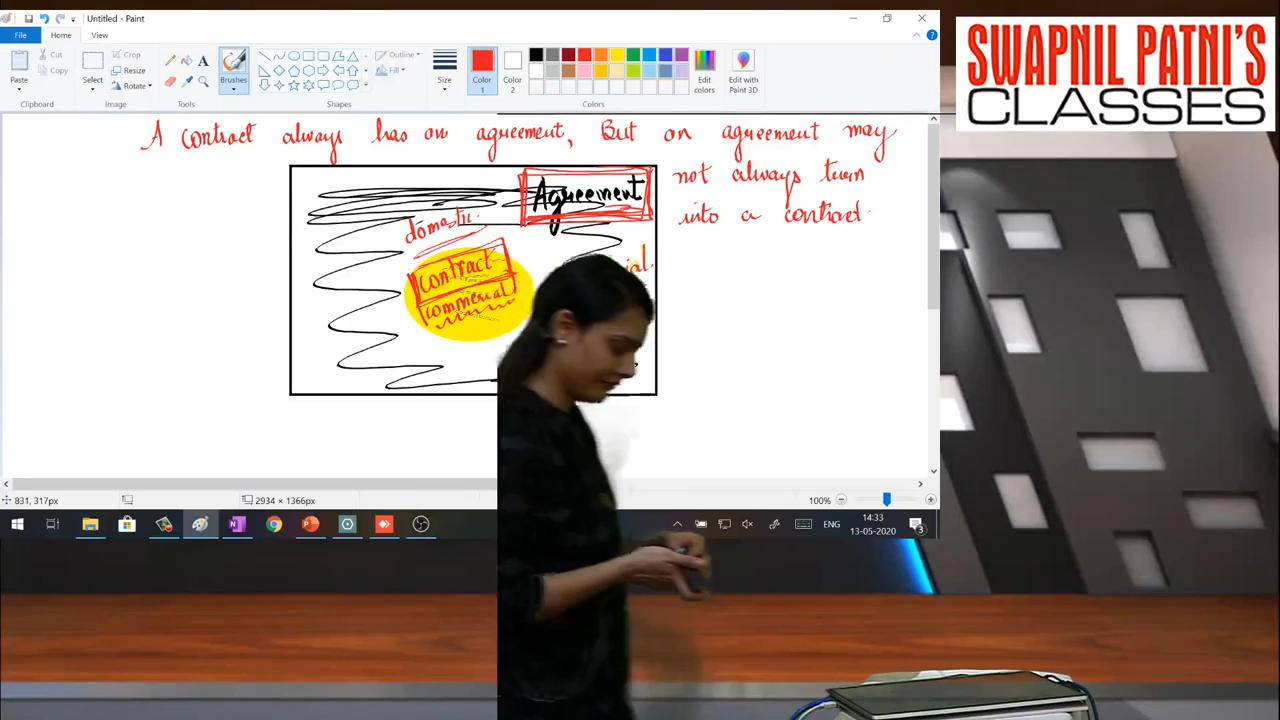 Untitled - Paint
File
Home
View
Paste
Cut
Copy
Clipboard
Select
Crop
Resize
Rotate
Image
Tools
Brushes
Shapes
Outline
Fill
Size
Color 1
Color 2
Colors
Edit colors
Edit with Paint 3D
SWAPNIL PATNI'S
CLASSES
A contract always has an agreement, But an agreement may
not always turn
into a contract.
Agreement
domestic
contract
commerial
831, 317px
2934 × 1366px
100%
ENG
14:33
13-05-2020
3